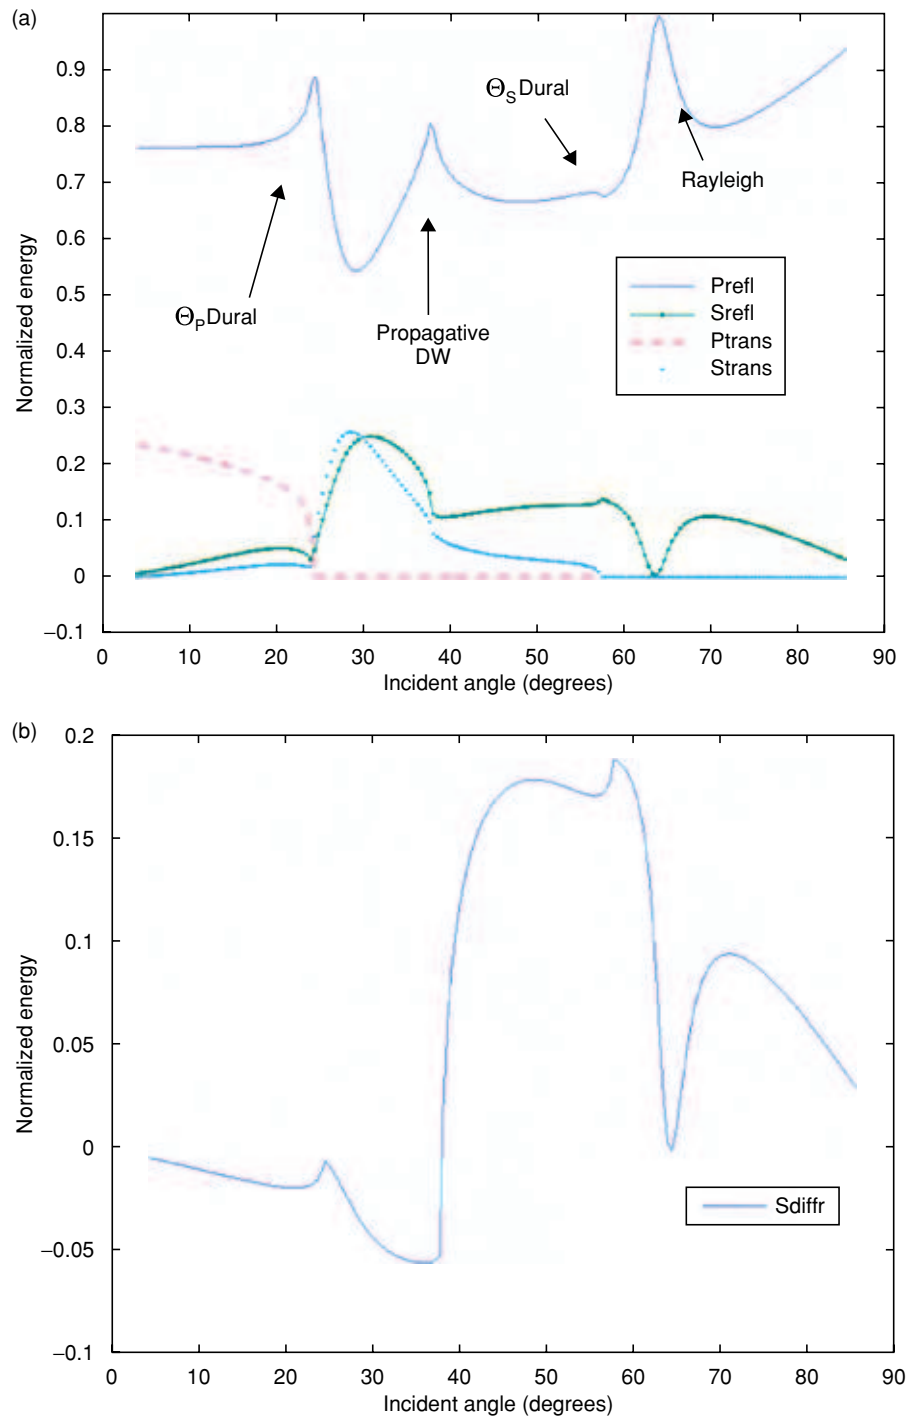 (a)
0.9
0.8
0.7
0.6
0.5
0.4
0.3
0.2
0.1
0
−0.1
Normalized energy
ΘPDural
Propagative
DW
ΘSDural
Rayleigh
Prefl
Srefl
Ptrans
Strans
0 10 20 30 40 50 60 70 80 90
Incident angle (degrees)
(b)
0.2
0.15
0.1
0.05
0
−0.05
−0.1
Normalized energy
Sdiffr
0 10 20 30 40 50 60 70 80 90
Incident angle (degrees)